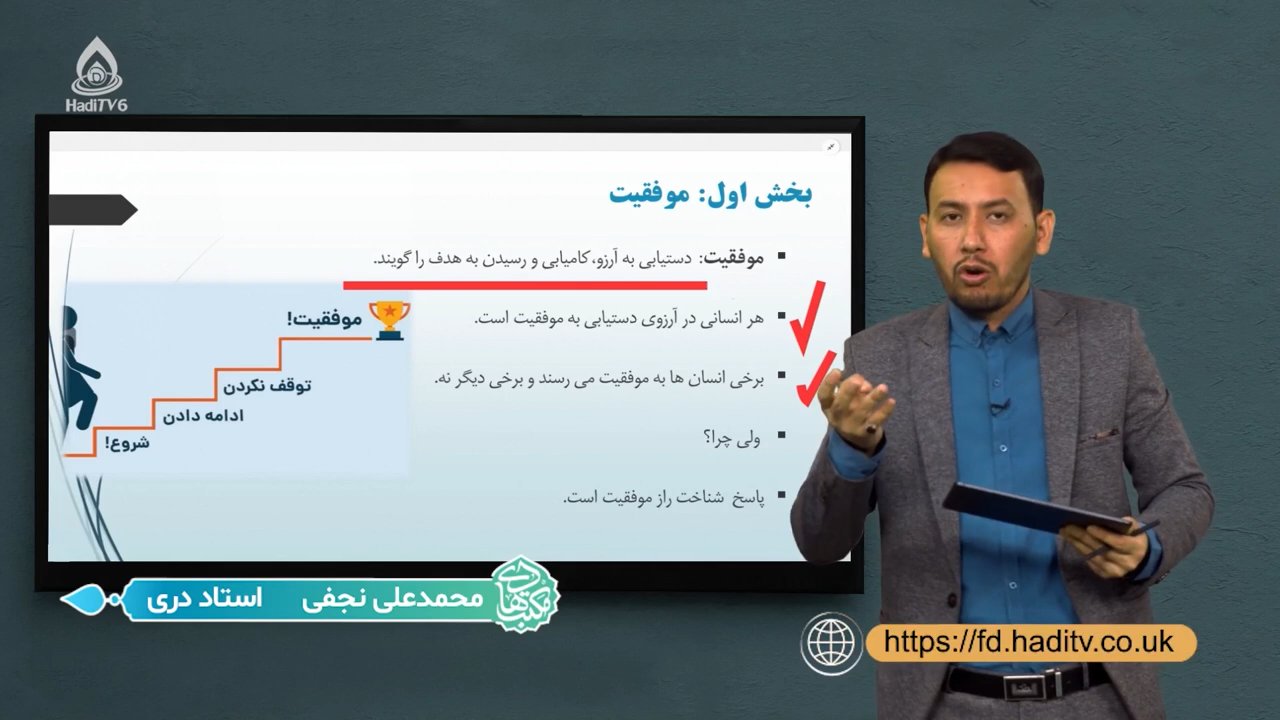 HadiTV6
بخش اول: موفقیت
موفقیت: دستیابی به آرزو،کامیابی و رسیدن به هدف را گویند.
هر انسانی در آرزوی دستیابی به موفقیت است.
برخی انسان ها به موفقیت می رسند و برخی دیگر نه.
ولی چرا؟
پاسخ شناخت راز موفقیت است.
موفقیت!
توقف نکردن
ادامه دادن
شروع!
محمدعلی نجفی استاد دری
https://fd.haditv.co.uk